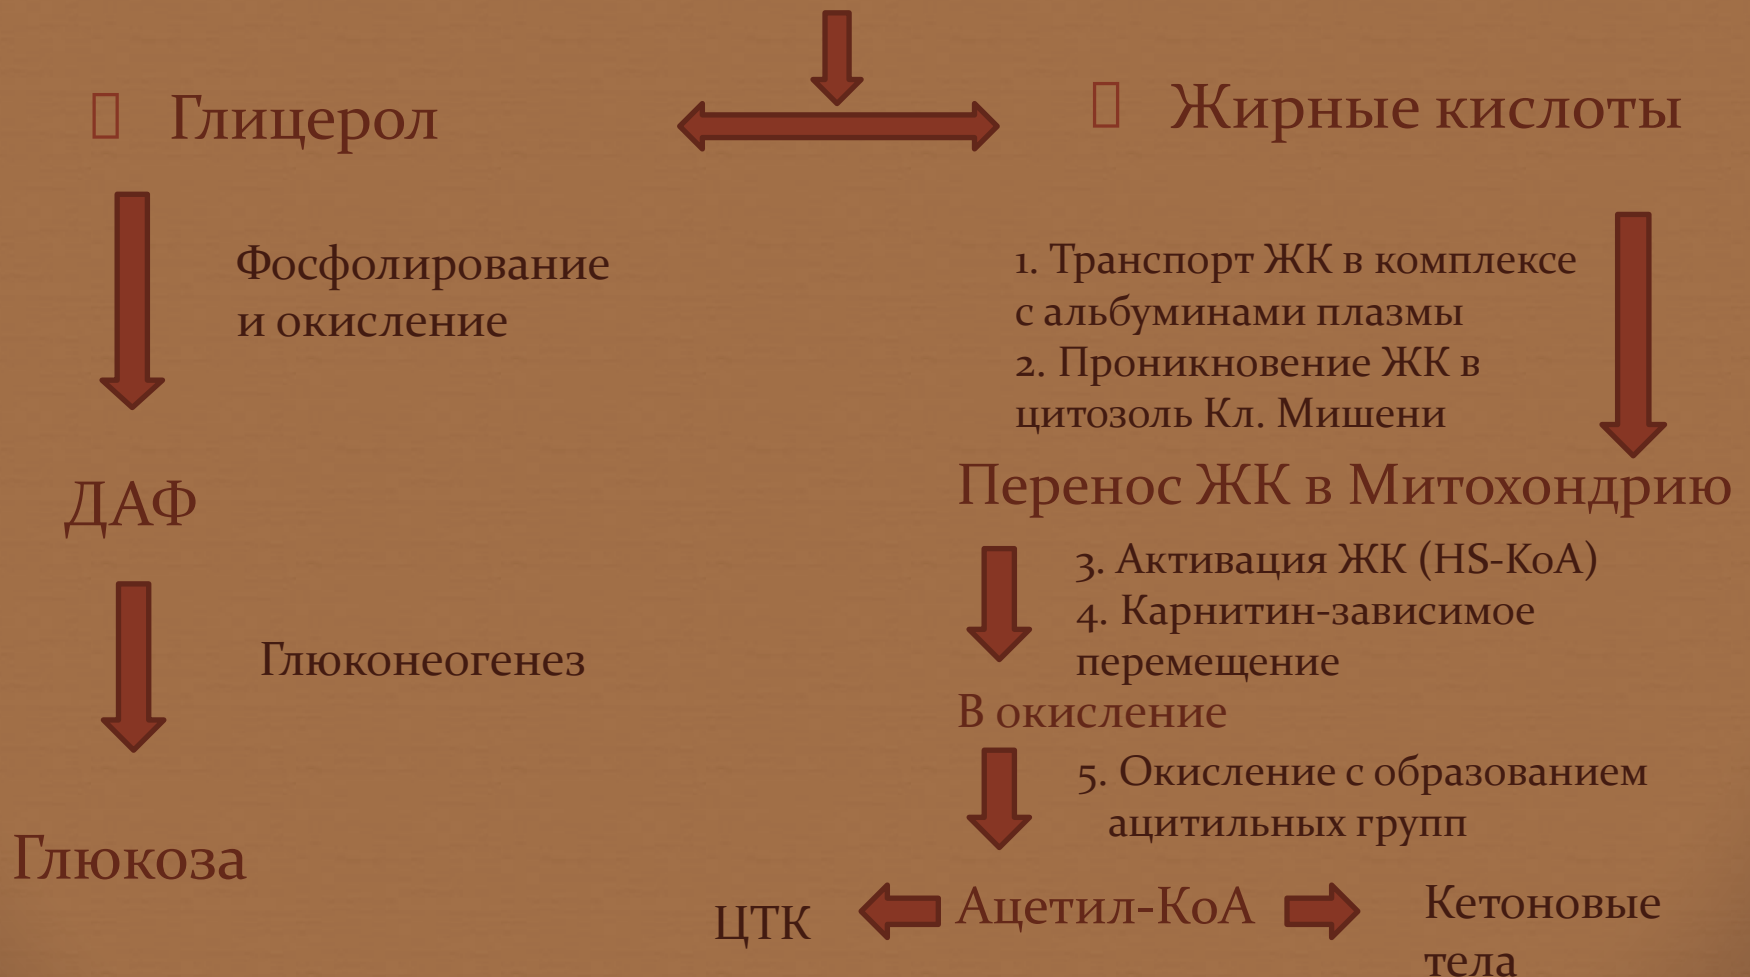 Глицерол
Жирные кислоты
Фосфолирование
и окисление
1. Транспорт ЖК в комплексе
с альбуминами плазмы
2. Проникновение ЖК в
цитозоль Кл. Мишени
ДАФ
Перенос ЖК в Митохондрию
3. Активация ЖК (HS-KoA)
4. Карнитин-зависимое
перемещение
Глюконеогенез
В окисление
5. Окисление с образованием
ацитильных групп
Глюкоза
ЦТК
Ацетил-КоА
Кетоновые
тела